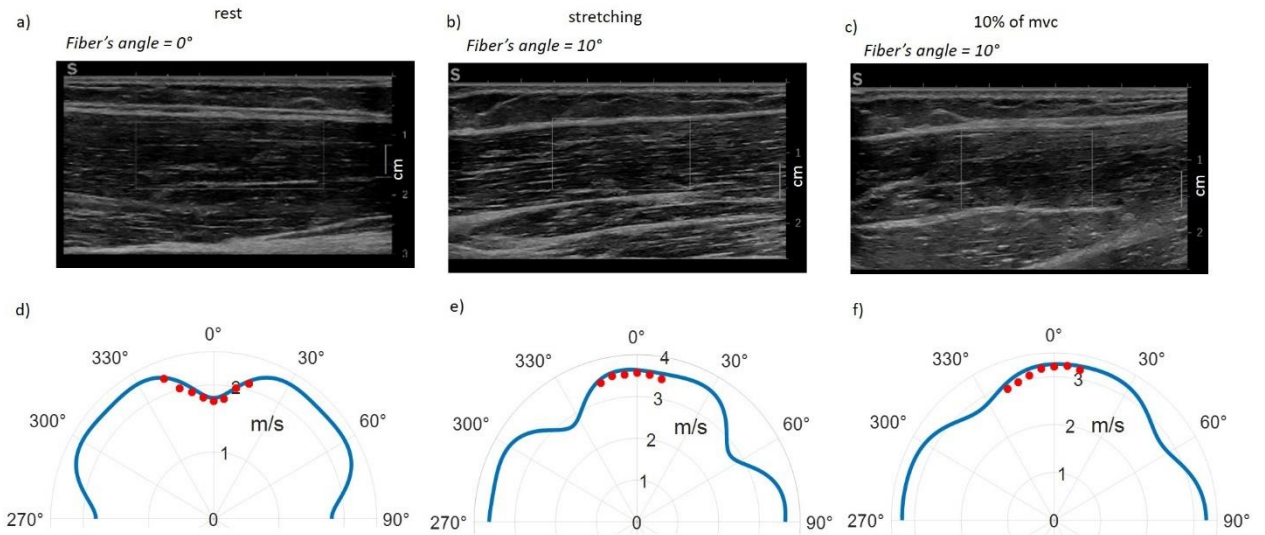 a)
rest
Fiber's angle = 0°
S
1
2
3
cm
b)
stretching
Fiber's angle = 10°
S
1
2
cm
c)
10% of mvc
Fiber's angle = 10°
S
1
2
cm
d)
0°
330°
30°
300°
60°
270°
90°
2
1
0
m/s
e)
0°
330°
30°
300°
60°
270°
90°
4
3
2
1
0
m/s
f)
0°
330°
30°
300°
60°
270°
90°
3
2
1
0
m/s